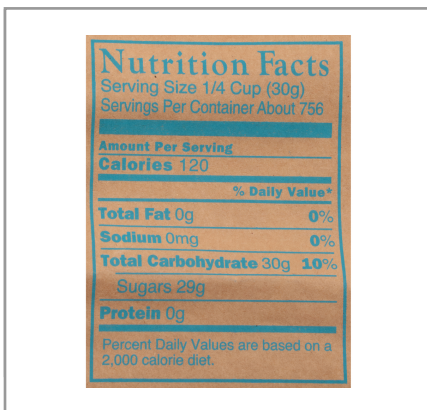 Nutrition Facts
Serving Size 1/4 Cup (30g)
Servings Per Container About 756
Amount Per Serving
Calories 120
% Daily Value*
Total Fat 0g 0%
Sodium 0mg 0%
Total Carbohydrate 30g 10%
Sugars 29g
Protein 0g
Percent Daily Values are based on a
2,000 calorie diet.